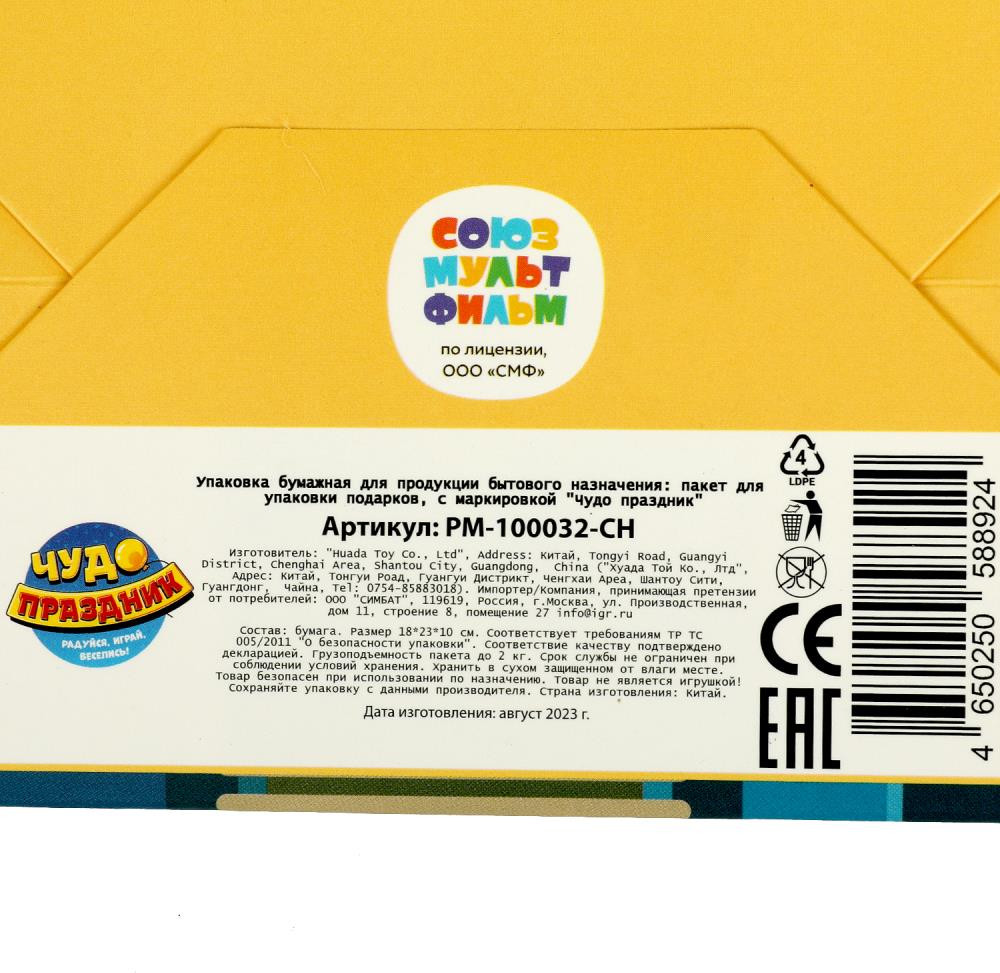 СОЮЗ
МУЛЬТ
ФИЛЬМ
по лицензии,
ООО «СМФ»
Упаковка бумажная для продукции бытового назначения: пакет для
упаковки подарков, с маркировкой "Чудо праздник"
Артикул: PM-100032-CH
Изготовитель: "Huada Toy Co., Ltd", Address: Китай, Tongyi Road, Guangyi
District, Chenghai Area, Shantou City, Guangdong, China ("Хуада Той Ко., Лтд",
Адрес: Китай, Тонгуи Роад, Гуангуи Дистрикт, Ченгхаи Ареа, Шантоу Сити,
Гуангдонг, Чайна, Tel: 0754-85883018). Импортер/компания, принимающая претензии
от потребителей: ООО "СИМБАТ", 119619, Россия, г.Москва, ул. Производственная,
дом 11, строение 8, помещение 27 info@igr.ru
Состав: бумага. Размер 18*23*10 см. Соответствует требованиям ТР ТС
005/2011 "О безопасности упаковки". Соответствие качеству подтверждено
декларацией. Грузоподъемность пакета до 2 кг. Срок службы не ограничен при
соблюдении условий хранения. Хранить в сухом защищенном от влаги месте.
Товар безопасен при использовании по назначению. Товар не является игрушкой!
Сохраняйте упаковку с данными производителя. Страна изготовления: Китай.
Дата изготовления: август 2023 г.
ЧУДО
ПРАЗДНИК
РАДУЙСЯ, ИГРАЙ,
ВЕСЕЛИСЬ!
4
LDPE
CE
EAC
4 650250 588924